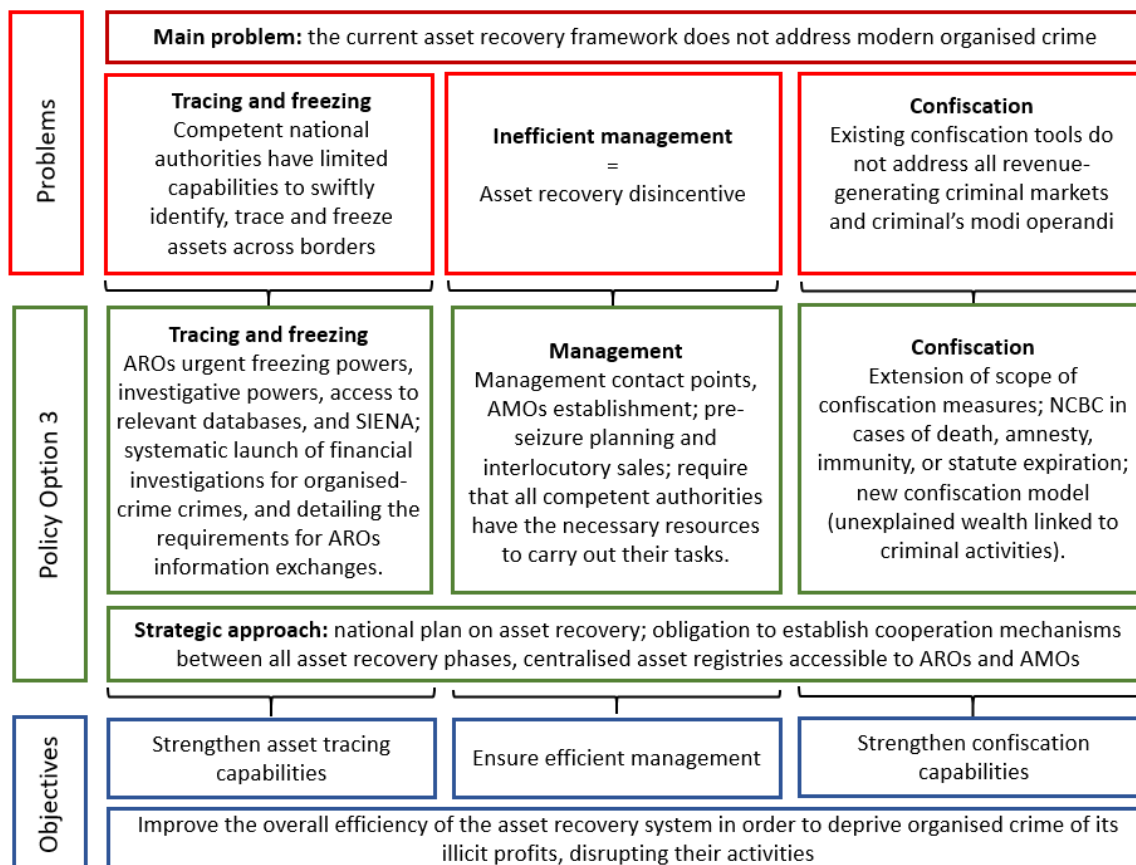 Problems
Main problem: the current asset recovery framework does not address modern organised crime
Tracing and freezing
Competent national
authorities have limited
capabilities to swiftly
identify, trace and freeze
assets across borders
Inefficient management
=
Asset recovery disincentive
Confiscation
Existing confiscation tools do
not address all revenue-
generating criminal markets
and criminal's modi operandi
Policy Option 3
Tracing and freezing
AROs urgent freezing powers,
investigative powers, access to
relevant databases, and SIENA;
systematic launch of financial
investigations for organised-
crime crimes, and detailing the
requirements for AROs
information exchanges.
Management
Management contact points,
AMOs establishment; pre-
seizure planning and
interlocutory sales; require
that all competent authorities
have the necessary resources
to carry out their tasks.
Confiscation
Extension of scope of
confiscation measures; NCBC in
cases of death, amnesty,
immunity, or statute expiration;
new confiscation model
(unexplained wealth linked to
criminal activities).
Strategic approach: national plan on asset recovery; obligation to establish cooperation mechanisms
between all asset recovery phases, centralised asset registries accessible to AROs and AMOs
Objectives
Strengthen asset tracing
capabilities
Ensure efficient management
Strengthen confiscation
capabilities
Improve the overall efficiency of the asset recovery system in order to deprive organised crime of its
illicit profits, disrupting their activities